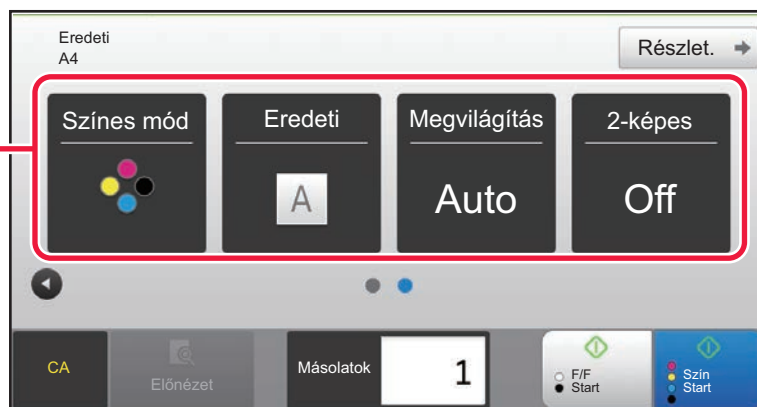 Eredeti
A4
Részlet.
Színes mód
Eredeti
Megvilágítás
2-képes
A
Auto
Off
CA
Előnézet
Másolatok
1
F/F
Start
Szín
Start